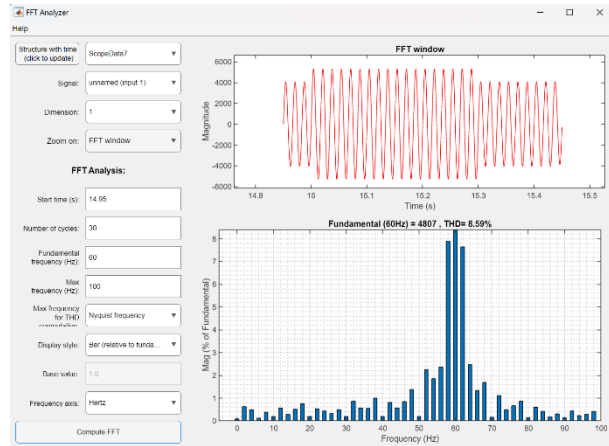 FFT Analyzer
Help
Structure with time
(click to update)
ScopeData7
Signal:
unnamed (input 1)
Dimension:
1
Zoom on:
FFT window
FFT Analysis:
Start time (s):
14.95
Number of cycles:
30
Fundamental
frequency (Hz):
60
Max
frequency (Hz):
100
Max frequency
for THD
Nyquist frequency
Display style:
Bar (relative to funda...
Base value:
1.0
Frequency axis:
Hertz
Compute FFT
FFT window
Magnitude
6000
4000
2000
0
-2000
-4000
-6000
14.9
15
15.1
15.2
15.3
15.4
15.5
Time (s)
Fundamental (60Hz) = 4807 , THD= 8.59%
Mag (% of Fundamental)
8
7
6
5
4
3
2
1
0
0
10
20
30
40
50
60
70
80
90
100
Frequency (Hz)